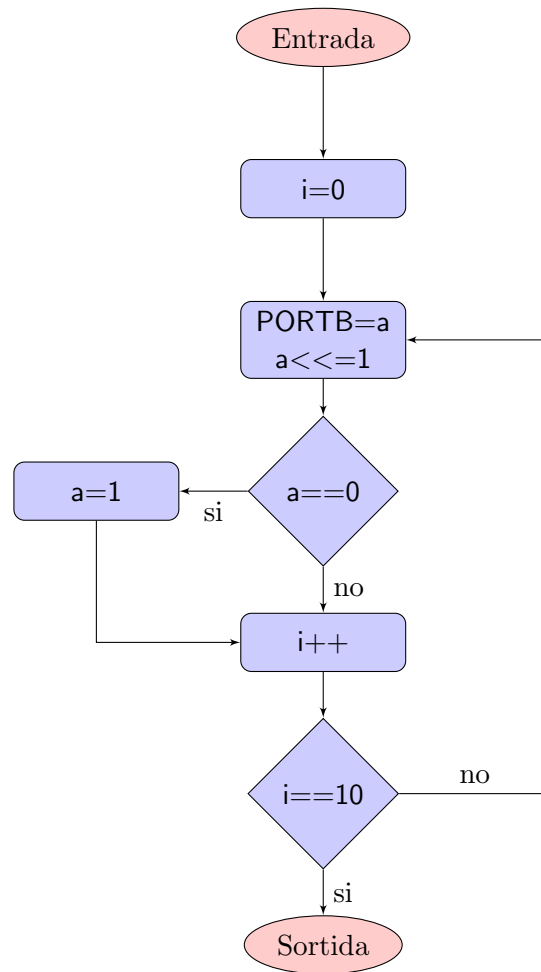 Entrada
i=0
PORTB=a
a<<=1
a==0
si
a=1
no
i++
i==10
no
si
Sortida